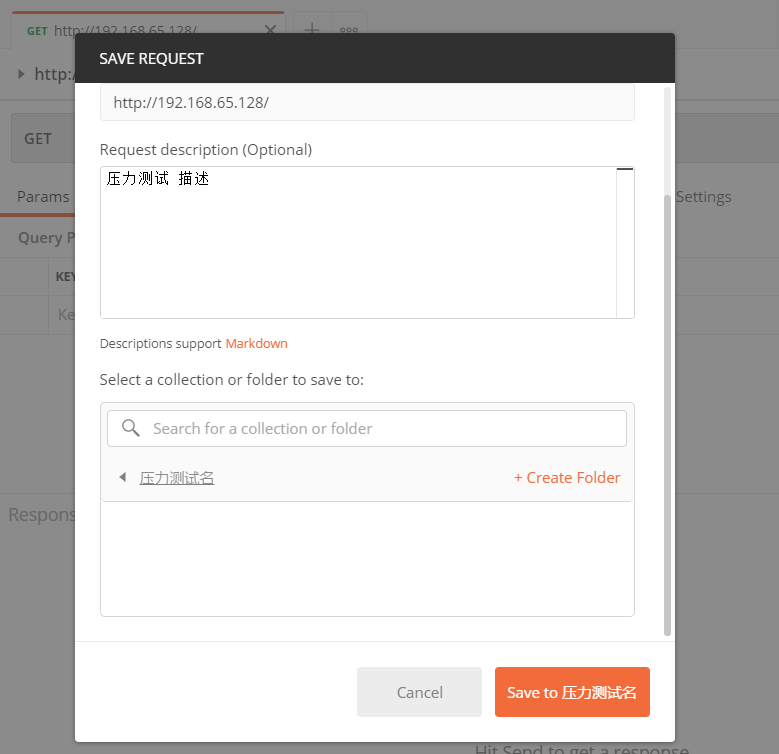 GET http://192.168.65.128/
SAVE REQUEST
http:/
http://192.168.65.128/
GET
Request description (Optional)
压力测试 描述
Params
Settings
Query P
KEY
Ke
Descriptions support Markdown
Select a collection or folder to save to:
Search for a collection or folder
压力测试名
+ Create Folder
Respons
Cancel
Save to 压力测试名
Hit Send to get a response